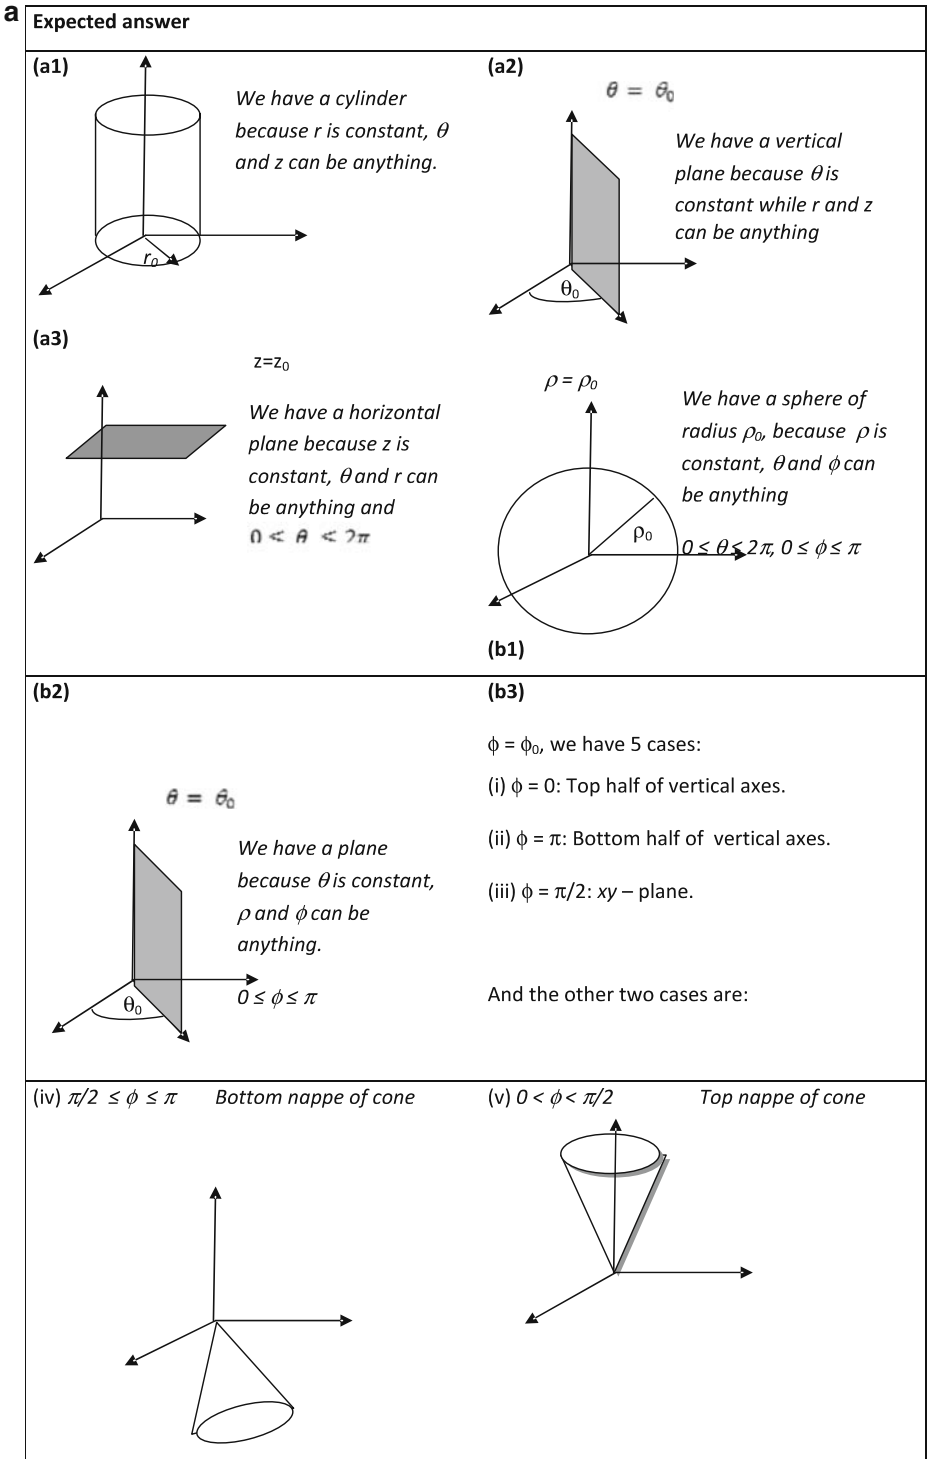 a
Expected answer
(a1)
We have a cylinder
because r is constant, θ
and z can be anything.
r₀
(a2)
θ = θ₀
We have a vertical
plane because θ is
constant while r and z
can be anything
θ₀
(a3)
z=z₀
We have a horizontal
plane because z is
constant, θ and r can
be anything and
0 < θ < 2π
ρ = ρ₀
We have a sphere of
radius ρ₀, because ρ is
constant, θ and ϕ can
be anything
ρ₀
0 ≤ θ ≤ 2π, 0 ≤ ϕ ≤ π
(b1)
(b2)
θ = θ₀
We have a plane
because θ is constant,
ρ and ϕ can be
anything.
0 ≤ ϕ ≤ π
θ₀
(b3)
ϕ = ϕ₀, we have 5 cases:
(i) ϕ = 0: Top half of vertical axes.
(ii) ϕ = π: Bottom half of vertical axes.
(iii) ϕ = π/2: xy – plane.
And the other two cases are:
(iv) π/2 ≤ ϕ ≤ π Bottom nappe of cone
(v) 0 < ϕ < π/2 Top nappe of cone